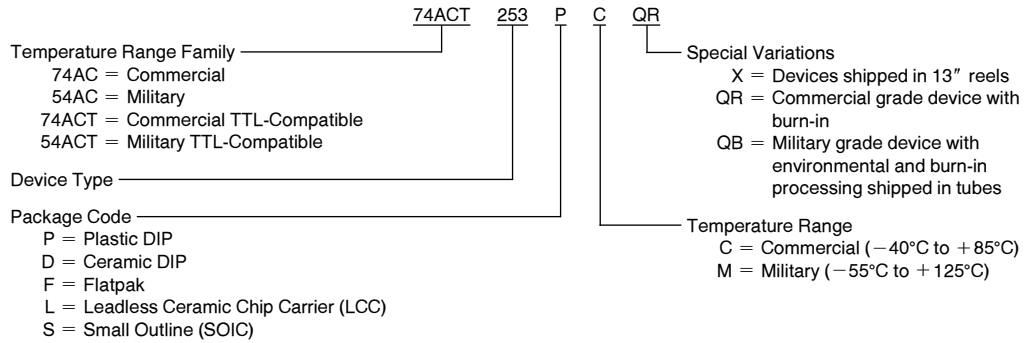 74ACT 253 P C QR
Temperature Range Family
74AC = Commercial
54AC = Military
74ACT = Commercial TTL-Compatible
54ACT = Military TTL-Compatible
Device Type
Package Code
P = Plastic DIP
D = Ceramic DIP
F = Flatpak
L = Leadless Ceramic Chip Carrier (LCC)
S = Small Outline (SOIC)
Special Variations
X = Devices shipped in 13″ reels
QR = Commercial grade device with
burn-in
QB = Military grade device with
environmental and burn-in
processing shipped in tubes
Temperature Range
C = Commercial (−40°C to +85°C)
M = Military (−55°C to +125°C)